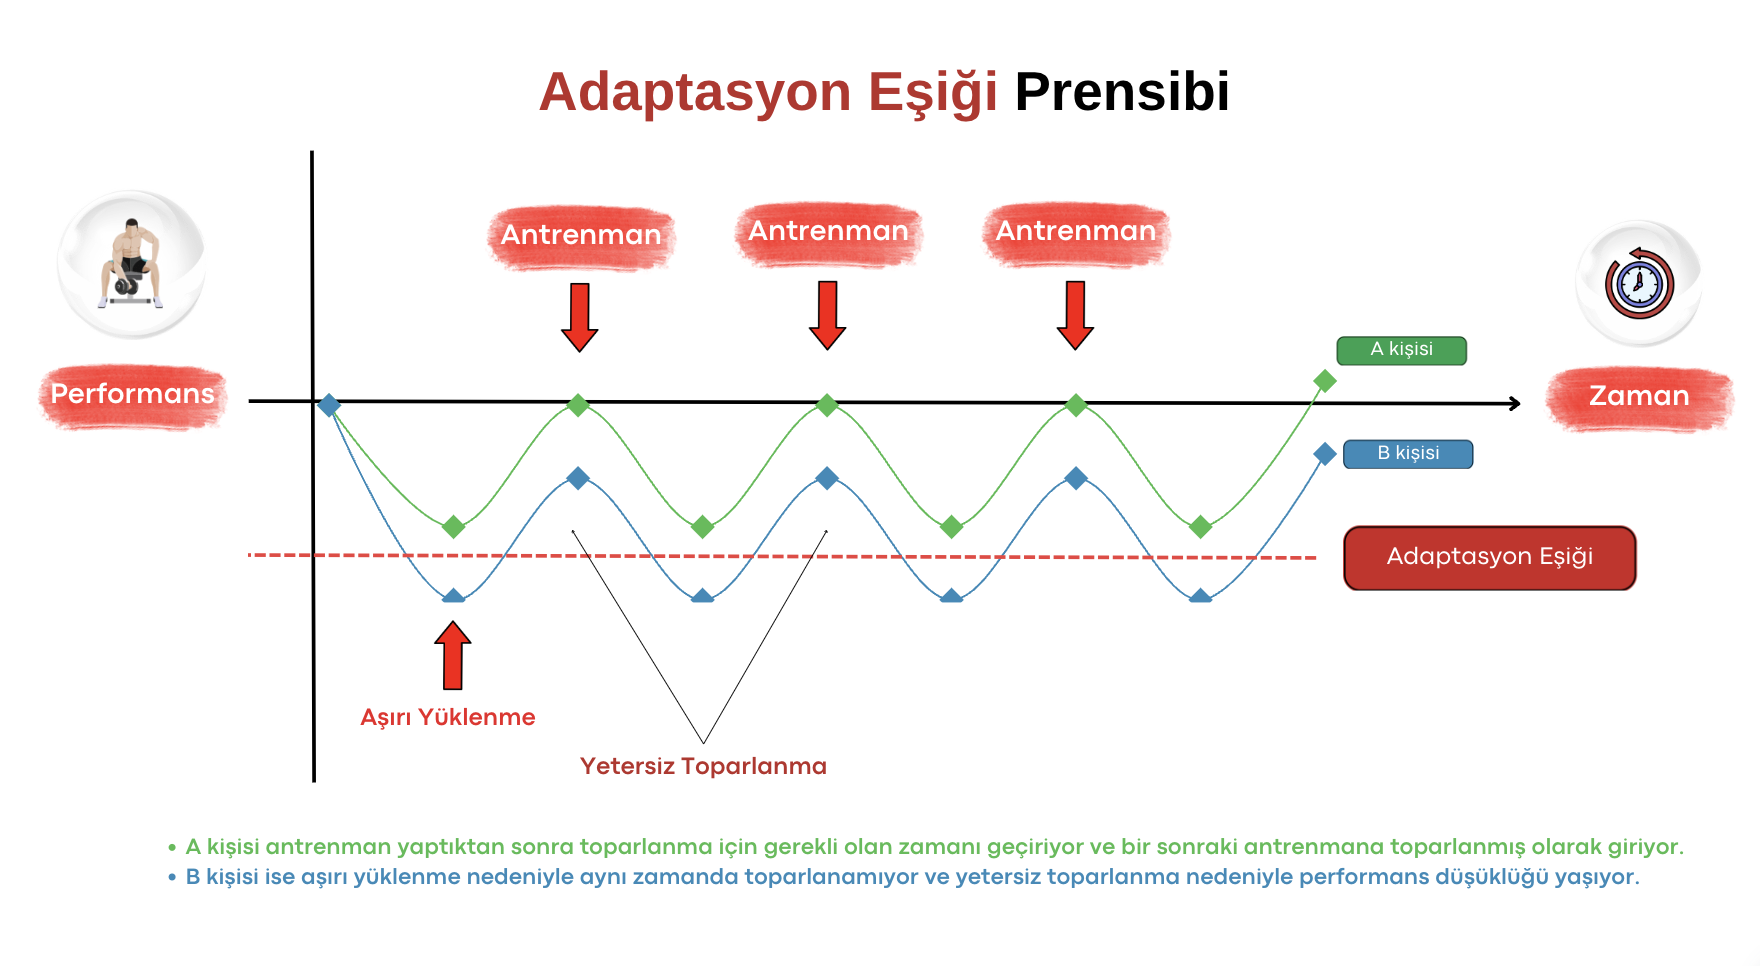 Adaptasyon Eşiği Prensibi
Antrenman
Antrenman
Antrenman
Performans
Zaman
A kişisi
B kişisi
Adaptasyon Eşiği
Aşırı Yüklenme
Yetersiz Toparlanma
• A kişisi antrenman yaptıktan sonra toparlanma için gerekli olan zamanı geçiriyor ve bir sonraki antrenmana toparlanmış olarak giriyor.
• B kişisi ise aşırı yüklenme nedeniyle aynı zamanda toparlanamıyor ve yetersiz toparlanma nedeniyle performans düşüklüğü yaşıyor.